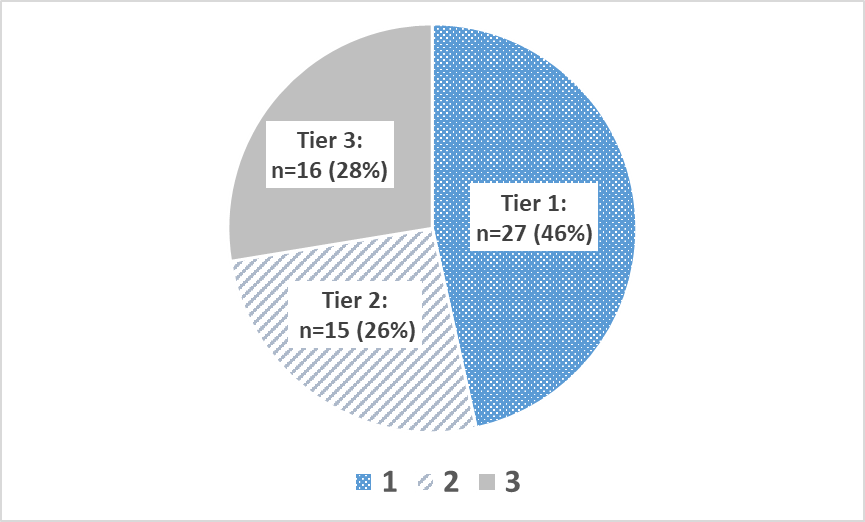 Tier 3:
n=16 (28%)
Tier 1:
n=27 (46%)
Tier 2:
n=15 (26%)
1 2 3